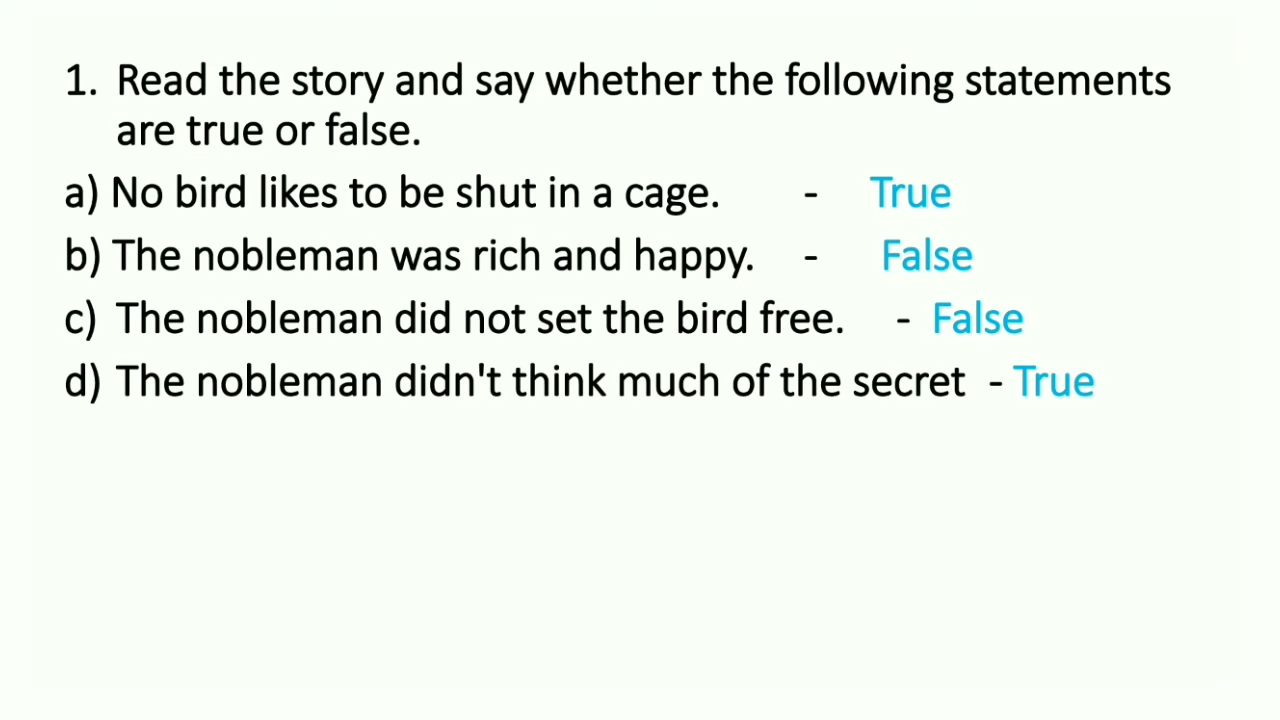 1. Read the story and say whether the following statements
are true or false.
a) No bird likes to be shut in a cage. - True
b) The nobleman was rich and happy. - False
c) The nobleman did not set the bird free. - False
d) The nobleman didn't think much of the secret - True